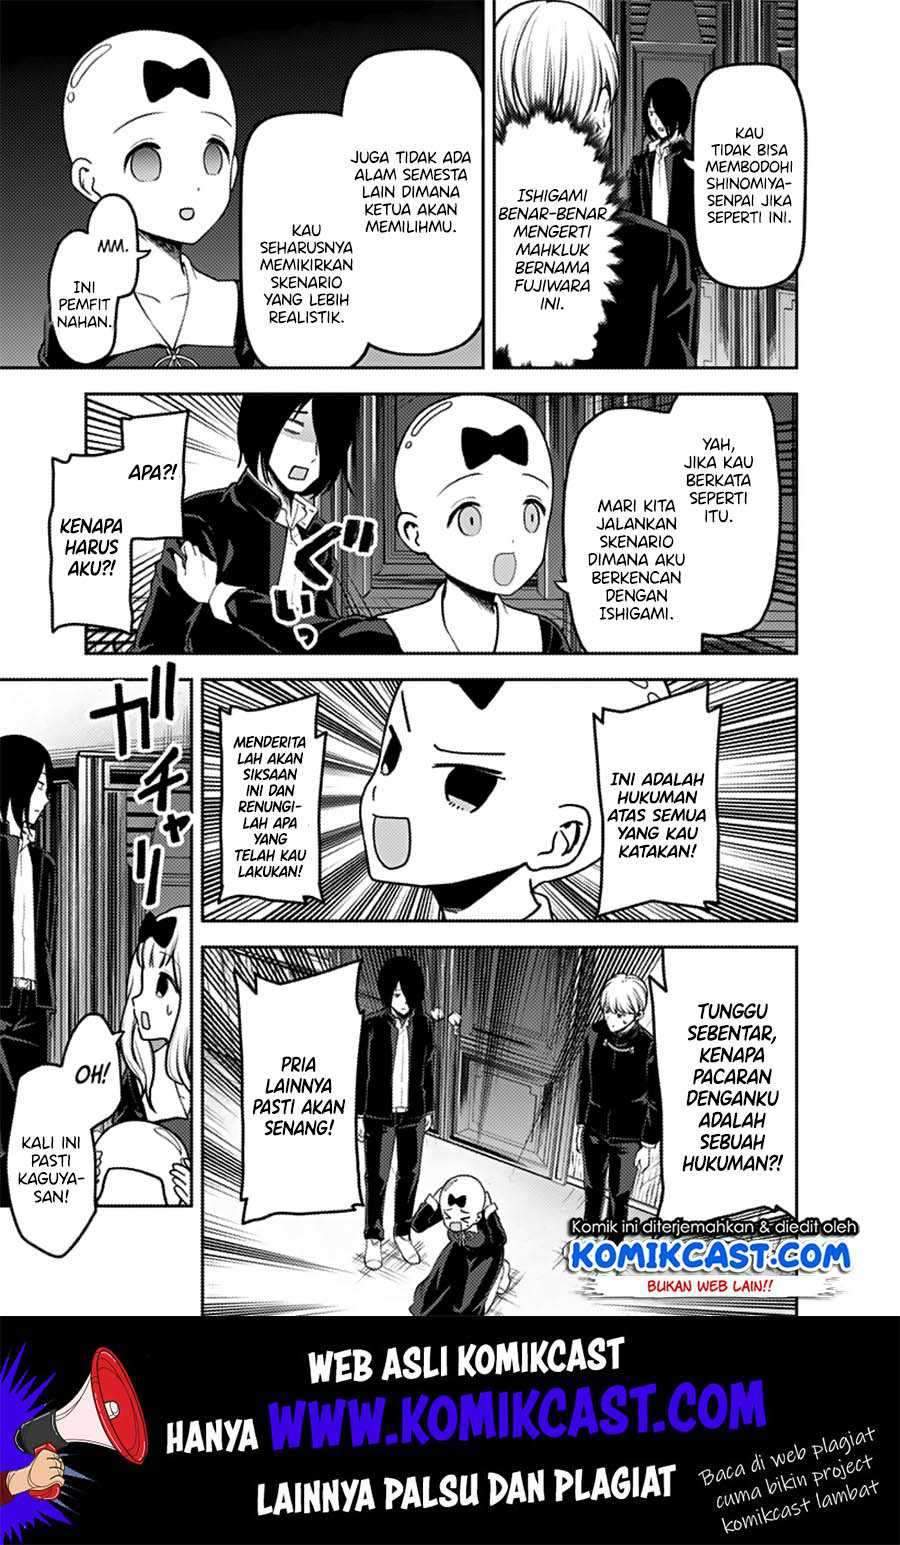 KAU
TIDAK BISA
MEMBODOHI
SHINOMIYA-
SENPAI JIKA
SEPERTI INI.
ISHIGAMI
BENAR-BENAR
MENGERTI
MAHKLUK
BERNAMA
FUJIWARA
INI.
JUGA TIDAK ADA
ALAM SEMESTA
LAIN DIMANA
KETUA AKAN
MEMILIHMU.
KAU
SEHARUSNYA
MEMIKIRKAN
SKENARIO
YANG LEBIH
REALISTIK.
MM.
INI
PEMFIT
NAHAN.
YAH,
JIKA KAU
BERKATA
SEPERTI
ITU.
MARI KITA
JALANKAN
SKENARIO
DIMANA AKU
BERKENCAN
DENGAN
ISHIGAMI.
ぐいっ
APA?!
KENAPA
HARUS
AKU?!
INI ADALAH
HUKUMAN
ATAS SEMUA
YANG KAU
KATAKAN!
MENDERITA
LAH AKAN
SIKSAAN
INI DAN
RENUNGI-
LAH APA
YANG
TELAH KAU
LAKUKAN!
TUNGGU
SEBENTAR,
KENAPA
PACARAN
DENGANKU
ADALAH
SEBUAH
HUKUMAN?!
PRIA
LAINNYA
PASTI AKAN
SENANG!
ガチャ
OH!
KALI INI
PASTI
KAGUYA-
SAN!
Komik ini diterjemahkan & diedit oleh
KOMIKCAST.COM
BUKAN WEB LAIN!!
WEB ASLI KOMIKCAST
HANYA WWW.KOMIKCAST.COM
LAINNYA PALSU DAN PLAGIAT
Baca di web plagiat
cuma bikin project
komikcast lambat